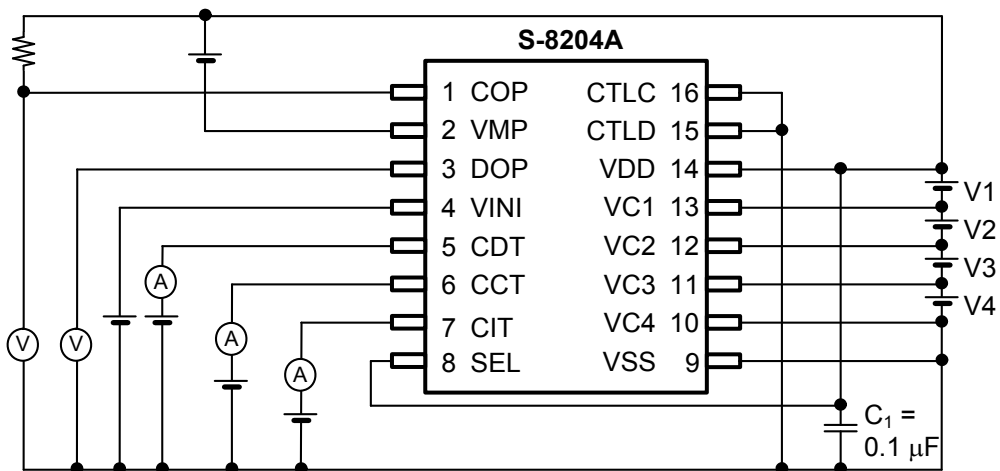 S-8204A
1 COP
2 VMP
3 DOP
4 VINI
5 CDT
6 CCT
7 CIT
8 SEL
CTLC 16
CTLD 15
VDD 14
VC1 13
VC2 12
VC3 11
VC4 10
VSS 9
V1
V2
V3
V4
A
A
A
V
V
C₁ =
0.1 µF